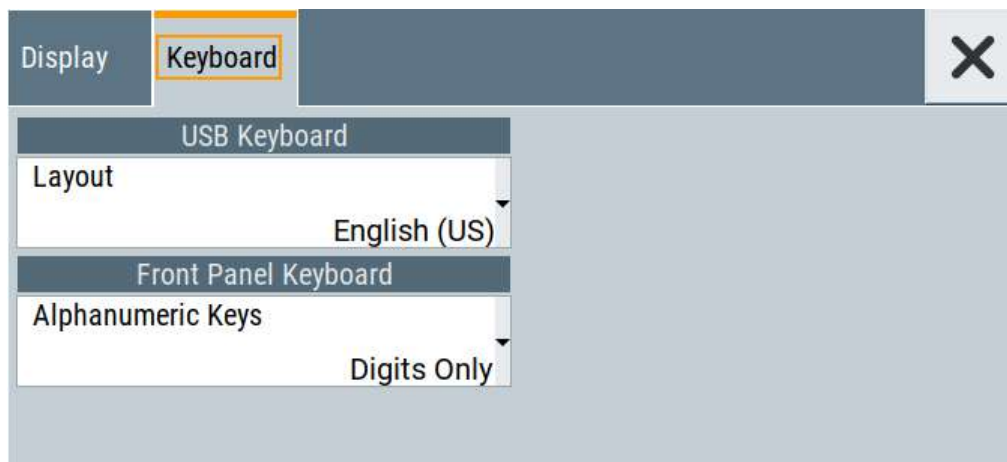 Display Keyboard
USB Keyboard
Layout
English (US)
Front Panel Keyboard
Alphanumeric Keys
Digits Only